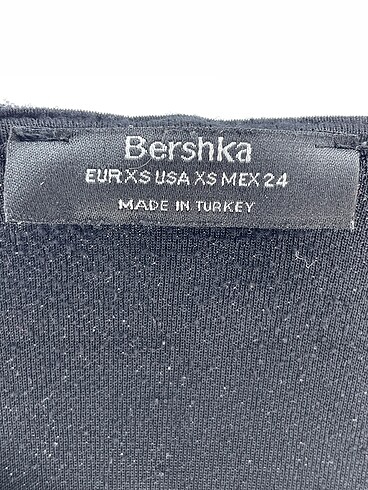 Bershka
EUR XS USA XS MEX 24
MADE IN TURKEY